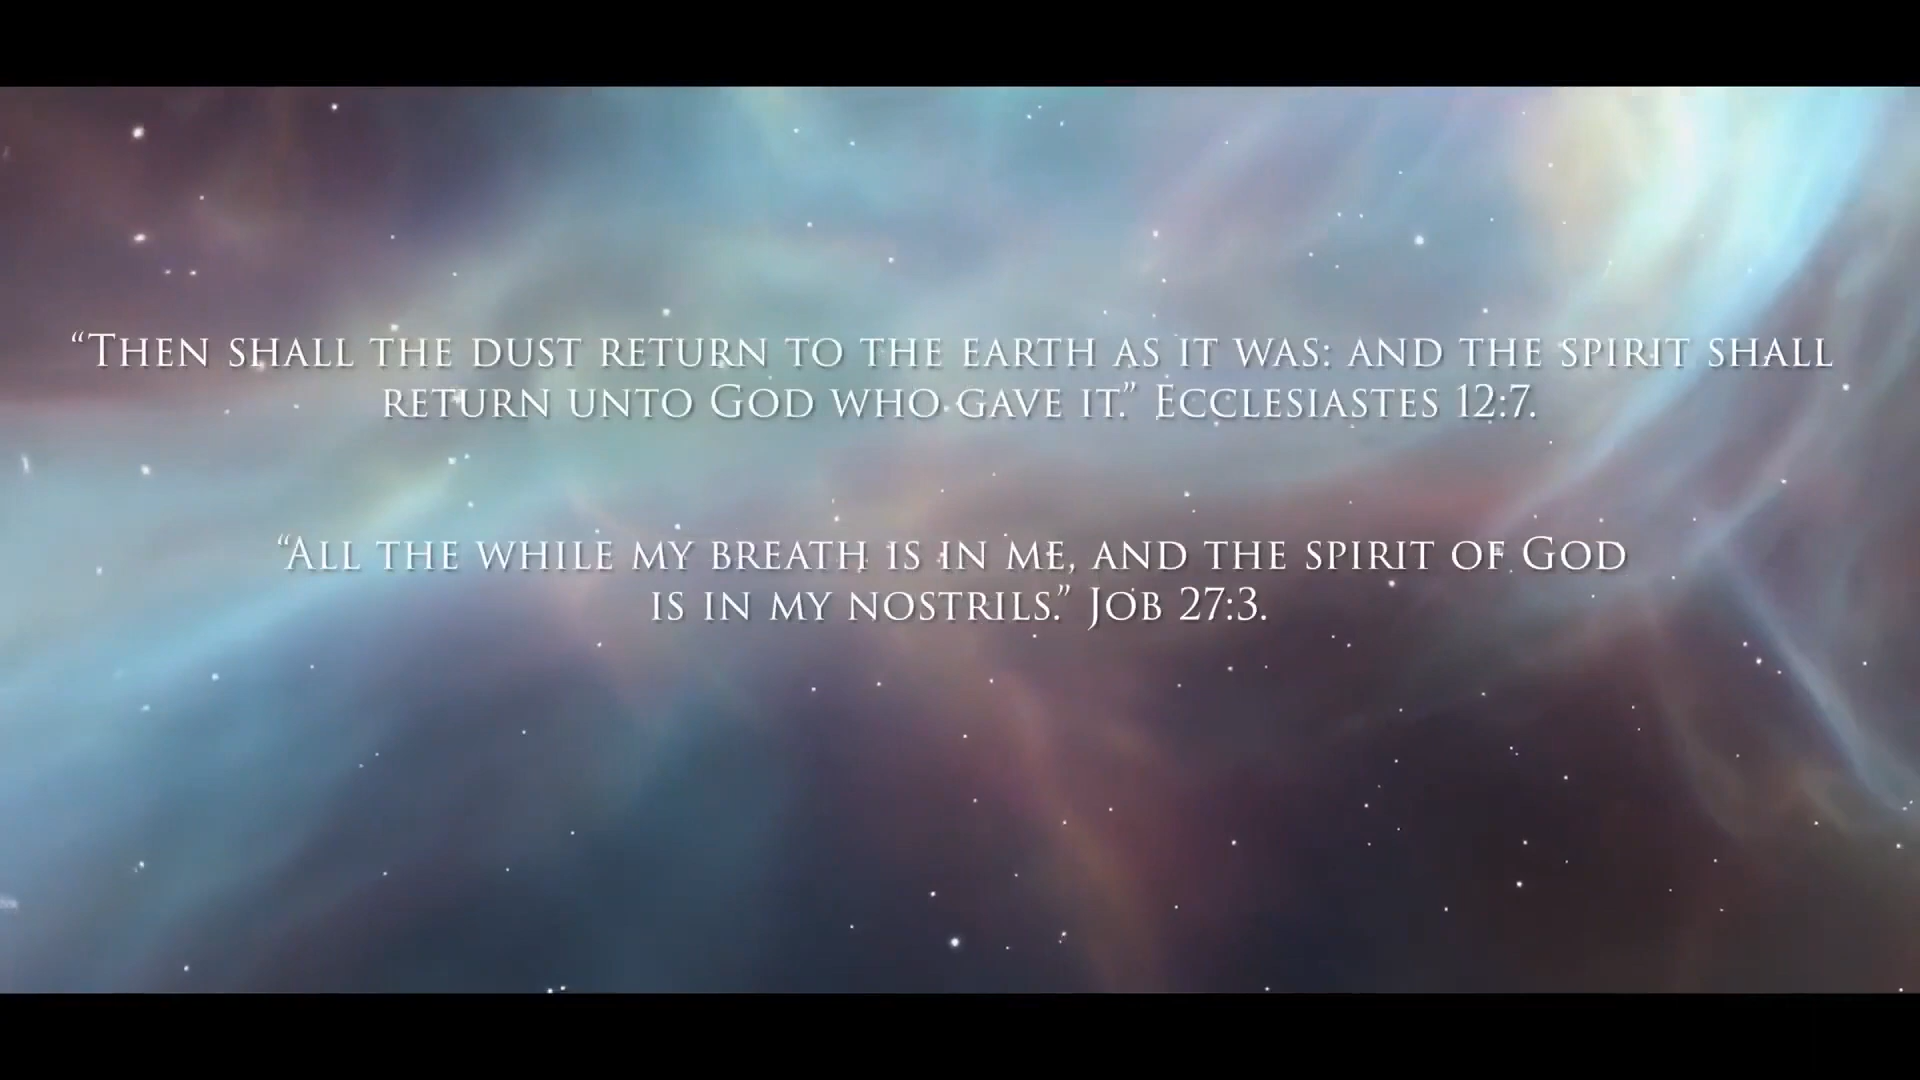 “Then shall the dust return to the earth as it was: and the spirit shall
return unto God who gave it.” Ecclesiastes 12:7.
“All the while my breath is in me, and the spirit of God
is in my nostrils.” Job 27:3.